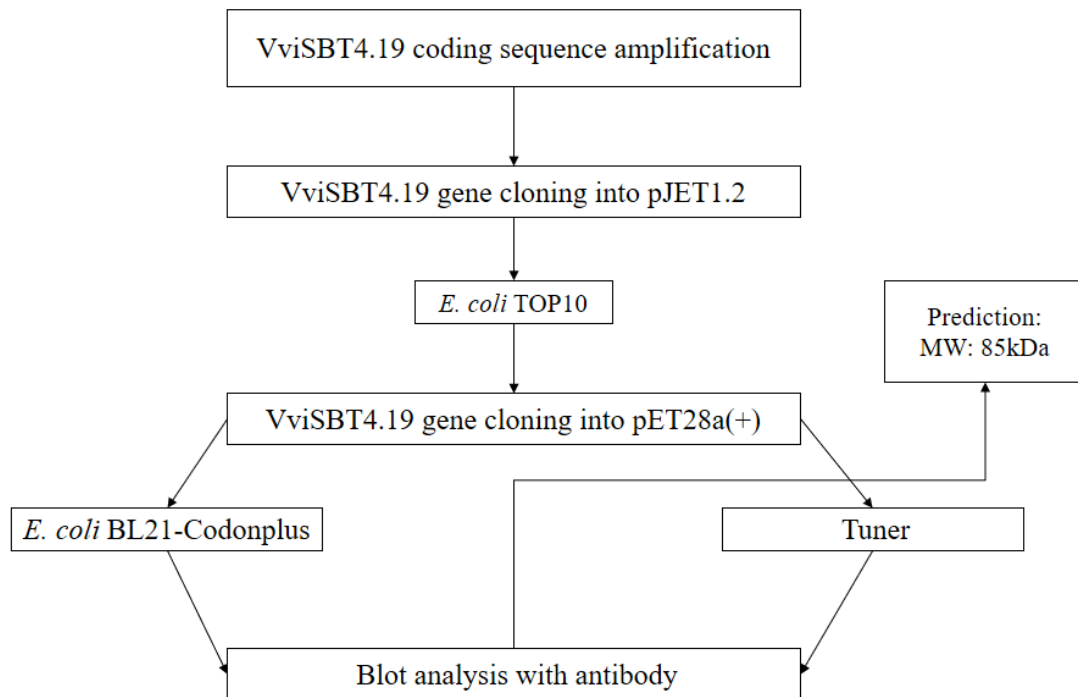 VviSBT4.19 coding sequence amplification
VviSBT4.19 gene cloning into pJET1.2
E. coli TOP10
Prediction:
MW: 85kDa
VviSBT4.19 gene cloning into pET28a(+)
E. coli BL21-Codonplus
Tuner
Blot analysis with antibody